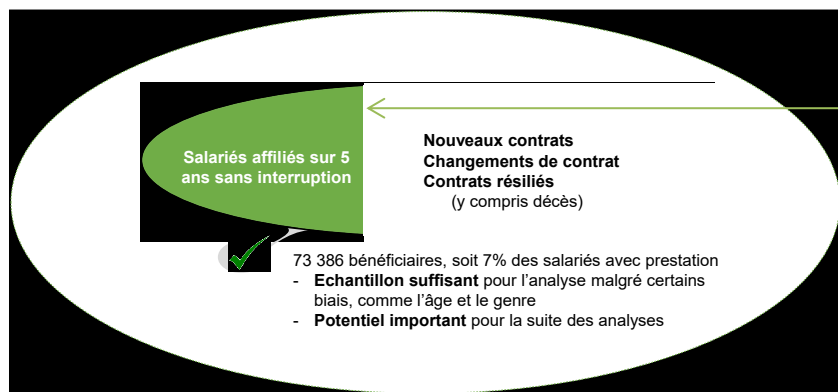 Salariés affiliés sur 5
ans sans interruption
Nouveaux contrats
Changements de contrat
Contrats résiliés
(y compris décès)
73 386 bénéficiaires, soit 7% des salariés avec prestation
- Echantillon suffisant pour l’analyse malgré certains
biais, comme l’âge et le genre
- Potentiel important pour la suite des analyses